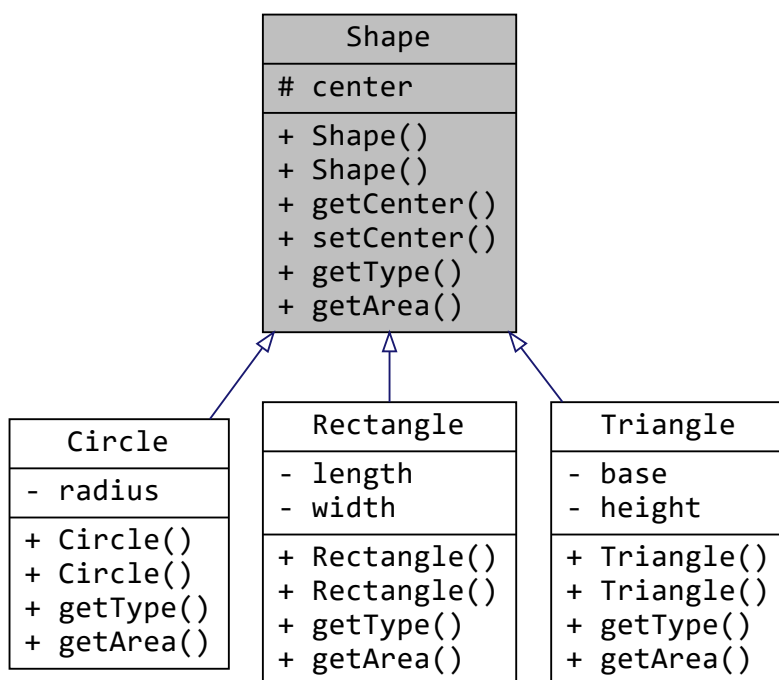 Shape
# center
+ Shape()
+ Shape()
+ getCenter()
+ setCenter()
+ getType()
+ getArea()
Circle
- radius
+ Circle()
+ Circle()
+ getType()
+ getArea()
Rectangle
- length
- width
+ Rectangle()
+ Rectangle()
+ getType()
+ getArea()
Triangle
- base
- height
+ Triangle()
+ Triangle()
+ getType()
+ getArea()